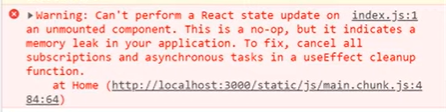 Warning: Can't perform a React state update on index.js:1
an unmounted component. This is a no-op, but it indicates a
memory leak in your application. To fix, cancel all
subscriptions and asynchronous tasks in a useEffect cleanup
function.
at Home (http://localhost:3000/static/js/main.chunk.js:4
84:64)